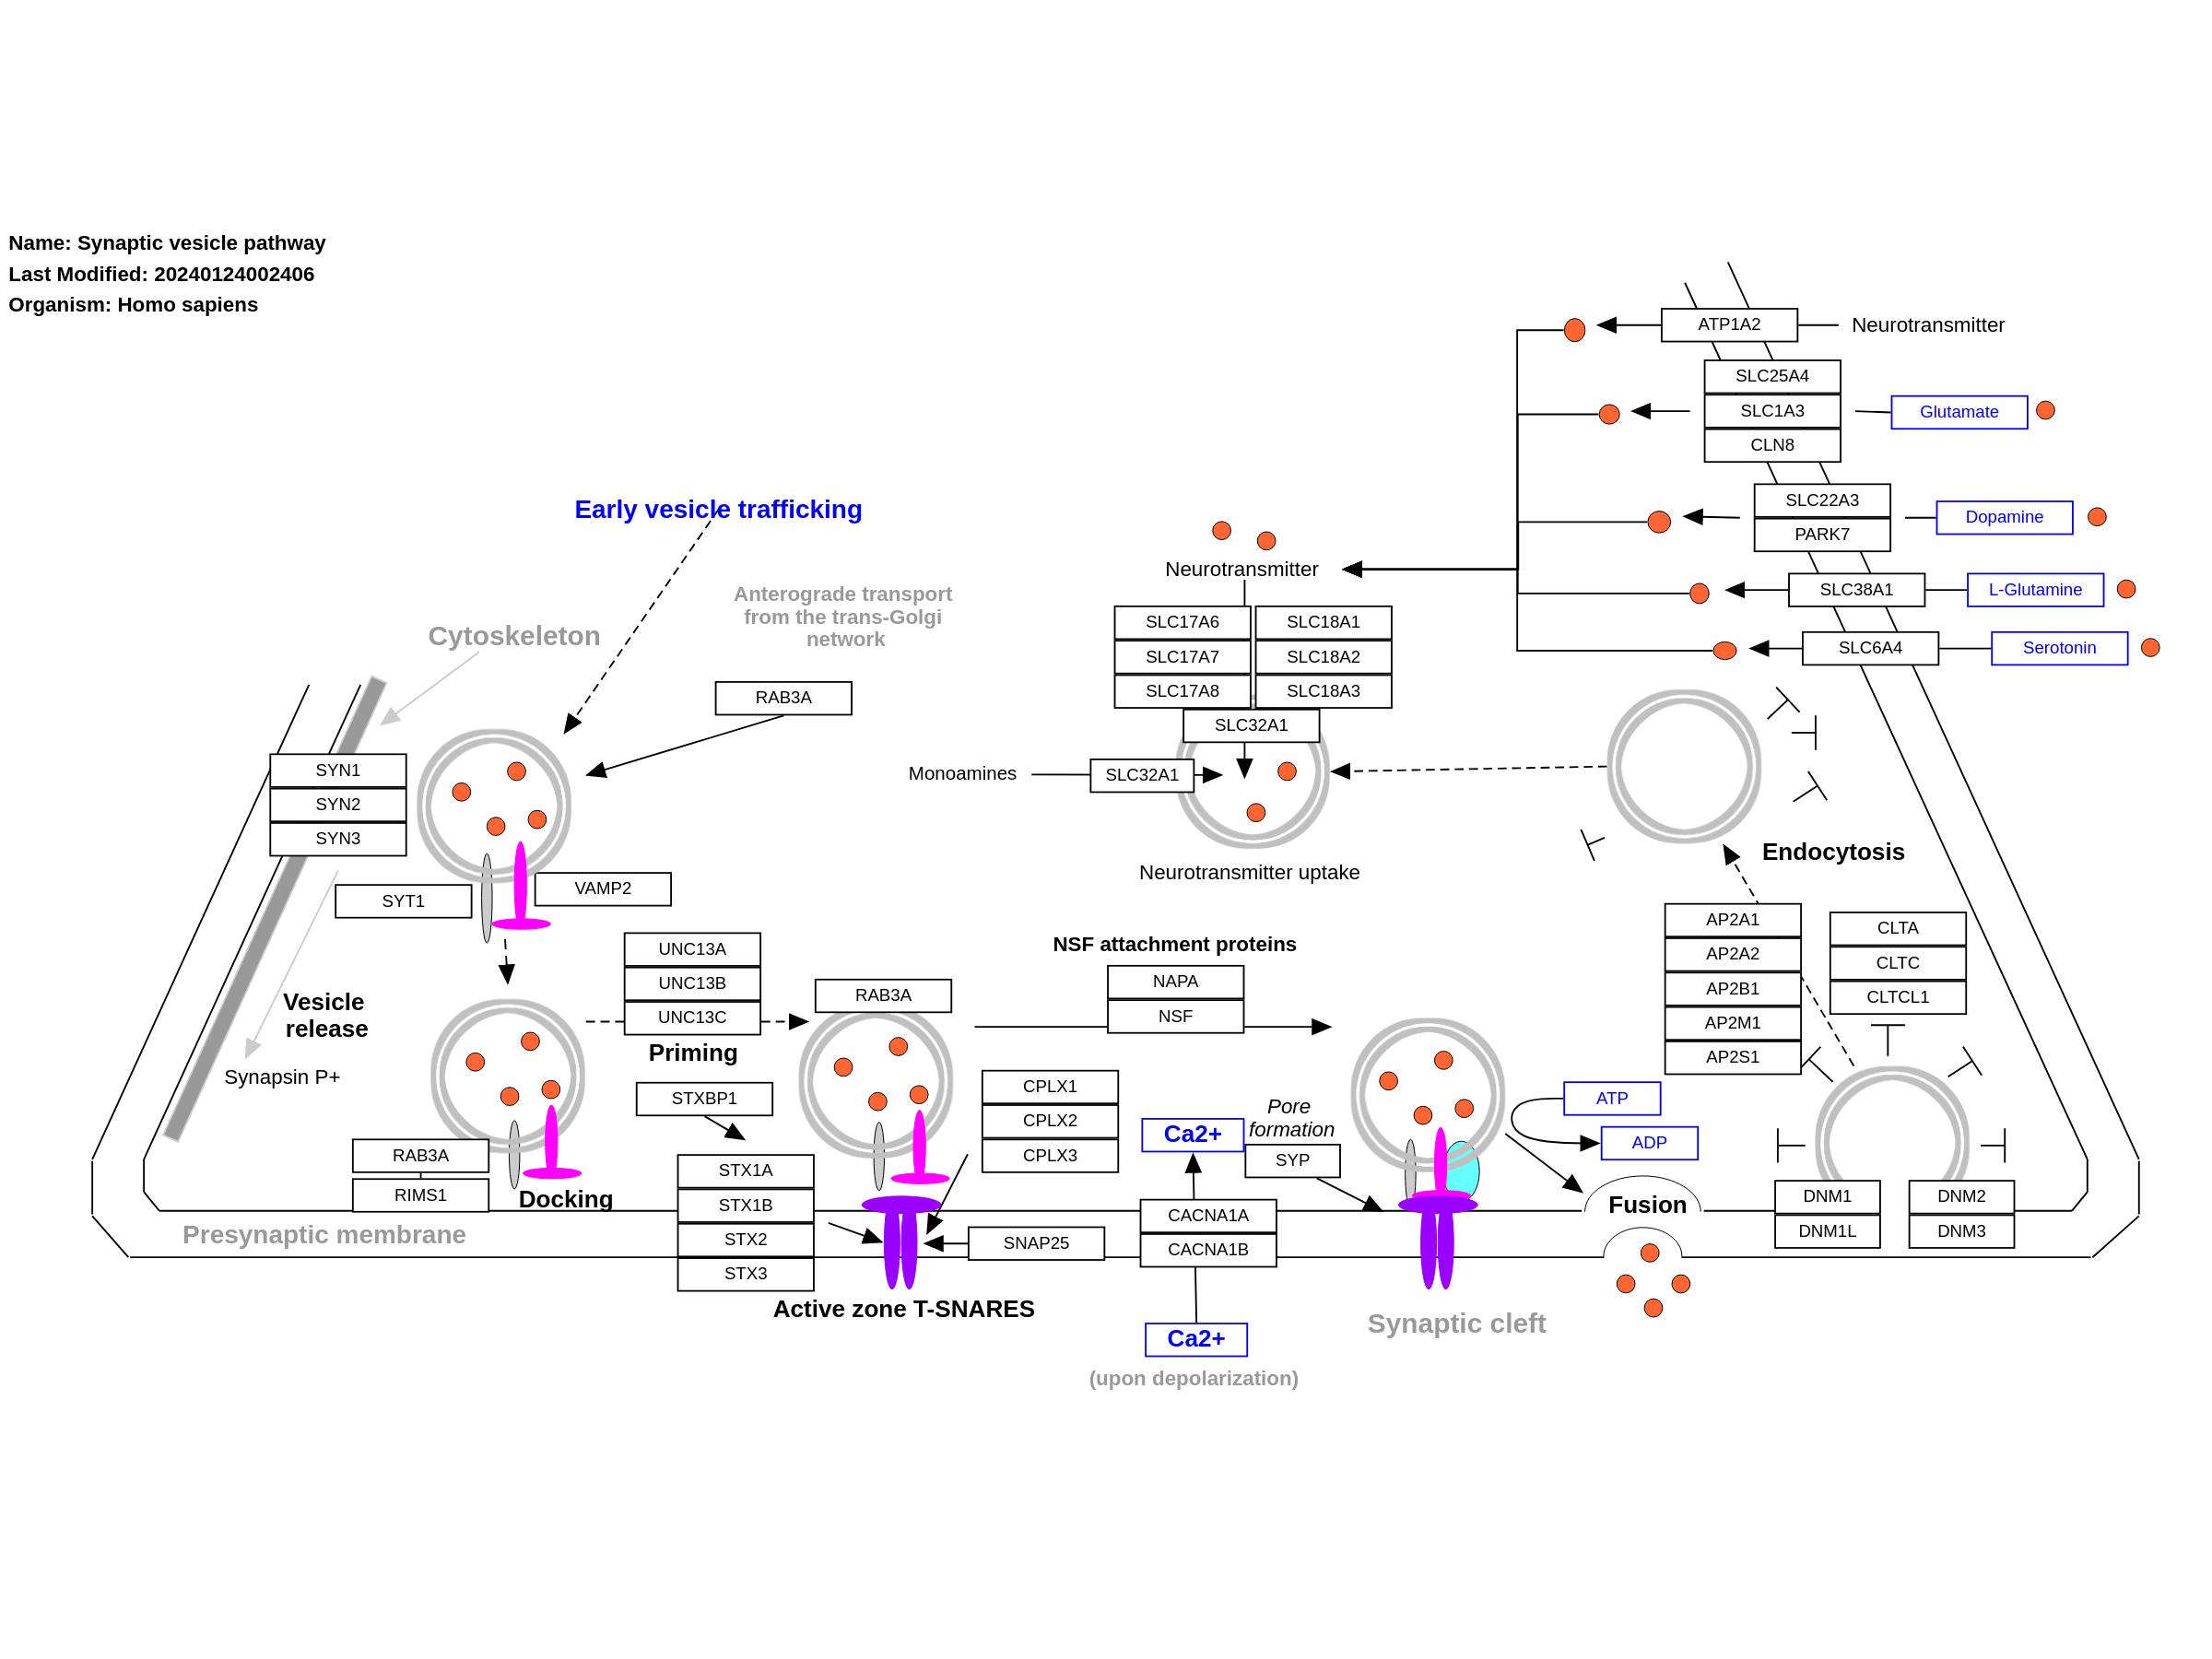 Name: Synaptic vesicle pathway
Last Modified: 20240124002406
Organism: Homo sapiens
ATP1A2
Neurotransmitter
SLC25A4
SLC1A3
CLN8
Glutamate
SLC22A3
PARK7
Dopamine
SLC38A1
L-Glutamine
SLC6A4
Serotonin
Early vesicle trafficking
Anterograde transport
from the trans-Golgi
network
Cytoskeleton
RAB3A
Neurotransmitter
SLC17A6
SLC18A1
SLC17A7
SLC18A2
SLC17A8
SLC18A3
SLC32A1
Monoamines
SLC32A1
Neurotransmitter uptake
SYN1
SYN2
SYN3
SYT1
VAMP2
Endocytosis
AP2A1
AP2A2
AP2B1
AP2M1
AP2S1
CLTA
CLTC
CLTCL1
Vesicle
release
Synapsin P+
UNC13A
UNC13B
UNC13C
Priming
RAB3A
NSF attachment proteins
NAPA
NSF
STXBP1
CPLX1
CPLX2
CPLX3
Ca2+
Pore
formation
SYP
ATP
ADP
RAB3A
RIMS1
Docking
STX1A
STX1B
STX2
STX3
SNAP25
CACNA1A
CACNA1B
Fusion
DNM1
DNM1L
DNM2
DNM3
Presynaptic membrane
Active zone T-SNARES
Ca2+
(upon depolarization)
Synaptic cleft